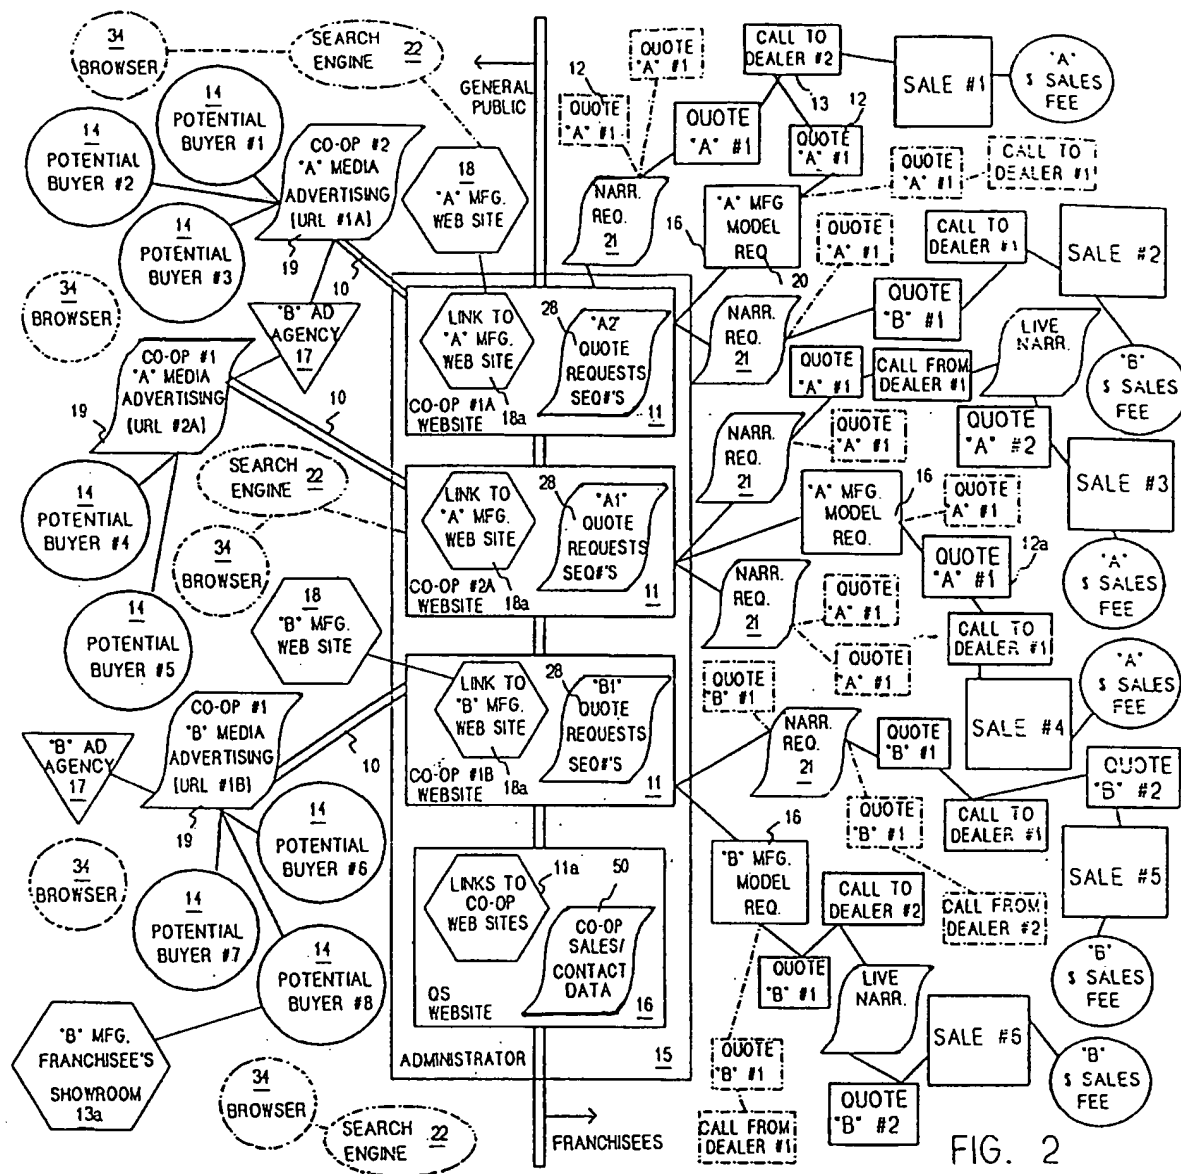 34
BROWSER
SEARCH
ENGINE
22
GENERAL
PUBLIC
14
POTENTIAL
BUYER #1
14
POTENTIAL
BUYER #2
14
POTENTIAL
BUYER #3
CO-OP #2
"A" MEDIA
ADVERTISING
[URL #1A]
19
10
18
"A" MFG.
WEB SITE
34
BROWSER
"B" AD
AGENCY
17
CO-OP #1
"A" MEDIA
ADVERTISING
[URL #2A]
19
10
SEARCH
ENGINE
22
14
POTENTIAL
BUYER #4
34
BROWSER
14
POTENTIAL
BUYER #5
18
"B" MFG.
WEB SITE
CO-OP #1
"B" MEDIA
ADVERTISING
[URL #1B]
19
10
"B" AD
AGENCY
17
34
BROWSER
14
POTENTIAL
BUYER #6
14
POTENTIAL
BUYER #7
14
POTENTIAL
BUYER #8
"B" MFG.
FRANCHISEE'S
SHOWROOM
13a
34
BROWSER
SEARCH
ENGINE
22
LINK TO
"A" MFG.
WEB SITE
18a
28
"A2"
QUOTE
REQUESTS
SEQ#'S
CO-OP #1A
WEBSITE
11
LINK TO
"A" MFG.
WEB SITE
18a
28
"A1"
QUOTE
REQUESTS
SEQ#'S
CO-OP #2A
WEBSITE
11
LINK TO
"B" MFG.
WEB SITE
18a
28
"B1"
QUOTE
REQUESTS
SEQ#'S
CO-OP #1B
WEBSITE
11
LINKS TO
CO-OP
WEB SITES
11a
50
CO-OP
SALES/
CONTACT
DATA
QS
WEBSITE
16
ADMINISTRATOR
15
FRANCHISEES
12
QUOTE
"A" #1
QUOTE
"A" #1
CALL TO
DEALER #2
13
12
SALE #1
"A"
$ SALES
FEE
QUOTE
"A" #1
QUOTE
"A" #1
NARR.
REQ.
21
16
"A" MFG
MODEL
REQ.
20
QUOTE
"A" #1
CALL TO
DEALER #1
QUOTE
"A" #1
CALL TO
DEALER #1
SALE #2
NARR.
REQ.
21
QUOTE
"B" #1
LIVE
NARR.
"B"
$ SALES
FEE
QUOTE
"A" #1
CALL FROM
DEALER #1
NARR.
REQ.
21
QUOTE
"A" #1
QUOTE
"A" #2
SALE #3
"A" MFG.
MODEL
REQ.
16
QUOTE
"A" #1
QUOTE
"A" #1
12a
"A"
$ SALES
FEE
NARR.
REQ.
21
QUOTE
"A" #1
QUOTE
"A" #1
CALL TO
DEALER #1
"A"
$ SALES
FEE
SALE #4
QUOTE
"B" #1
NARR.
REQ.
21
QUOTE
"B" #1
QUOTE
"B" #2
CALL TO
DEALER #1
QUOTE
"B" #1
SALE #5
16
"B" MFG.
MODEL
REQ.
CALL TO
DEALER #2
CALL FROM
DEALER #2
QUOTE
"B" #1
LIVE
NARR.
"B"
$ SALES
FEE
SALE #6
QUOTE
"B" #1
"B"
$ SALES
FEE
QUOTE
"B" #2
CALL FROM
DEALER #1
FIG. 2